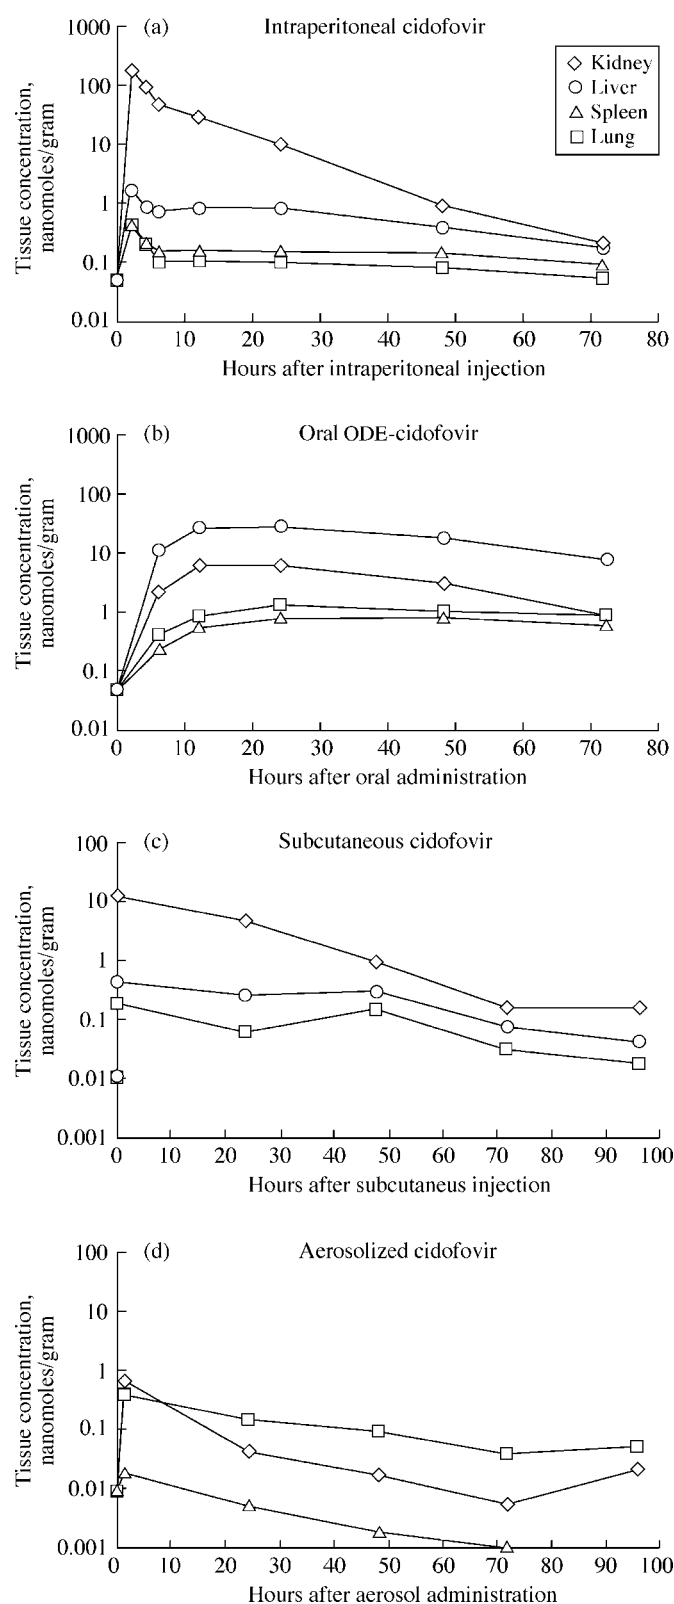 (a) Intraperitoneal cidofovir
Kidney
Liver
Spleen
Lung
Tissue concentration,
nanomoles/gram
1000
100
10
1
0.1
0.01
0 10 20 30 40 50 60 70 80
Hours after intraperitoneal injection
(b) Oral ODE-cidofovir
Tissue concentration,
nanomoles/gram
1000
100
10
1
0.1
0.01
0 10 20 30 40 50 60 70 80
Hours after oral administration
(c) Subcutaneous cidofovir
Tissue concentration,
nanomoles/gram
100
10
1
0.1
0.01
0.001
0 10 20 30 40 50 60 70 80 90 100
Hours after subcutaneus injection
(d) Aerosolized cidofovir
Tissue concentration,
nanomoles/gram
100
10
1
0.1
0.01
0.001
0 10 20 30 40 50 60 70 80 90 100
Hours after aerosol administration